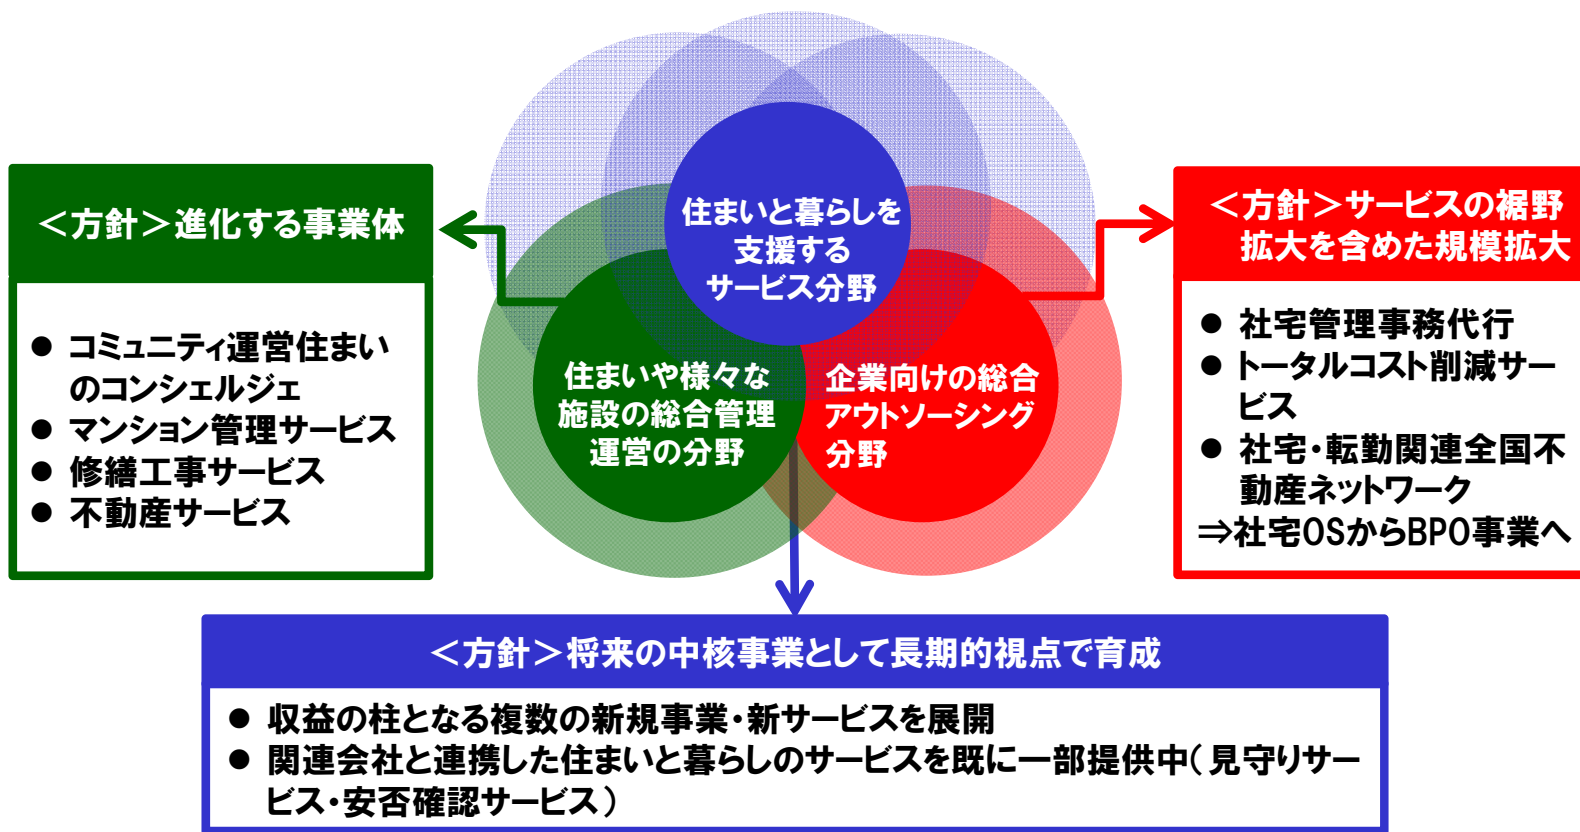 住まいと暮らしを
支援する
サービス分野
＜方針＞進化する事業体
● コミュニティ運営住まい
のコンシェルジェ
● マンション管理サービス
● 修繕工事サービス
● 不動産サービス
住まいや様々な
施設の総合管理
運営の分野
企業向けの総合
アウトソーシング
分野
＜方針＞サービスの裾野
拡大を含めた規模拡大
● 社宅管理事務代行
● トータルコスト削減サー
ビス
● 社宅・転勤関連全国不
動産ネットワーク
⇒社宅OSからBPO事業へ
＜方針＞将来の中核事業として長期的視点で育成
● 収益の柱となる複数の新規事業・新サービスを展開
● 関連会社と連携した住まいと暮らしのサービスを既に一部提供中（見守りサー
ビス・安否確認サービス）